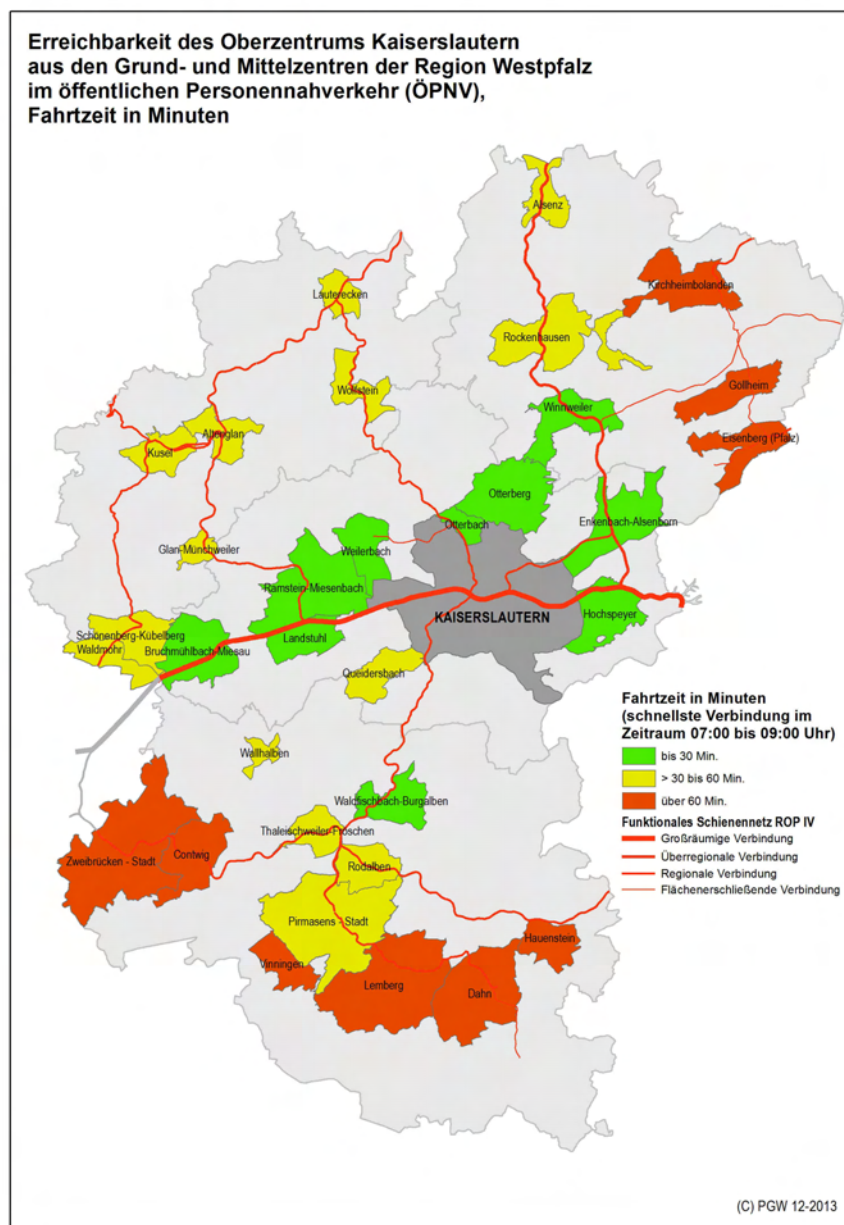 Erreichbarkeit des Oberzentrums Kaiserslautern
aus den Grund- und Mittelzentren der Region Westpfalz
im öffentlichen Personennahverkehr (ÖPNV),
Fahrtzeit in Minuten
Alsenz
Kirchheimbolanden
Lauterecken
Rockenhausen
Wolfstein
Göllheim
Winnweiler
Altenglan
Eisenberg (Pfalz)
Kusel
Otterberg
Otterbach
Enkenbach-Alsenborn
Glan-Münchweiler
Weilerbach
Ramstein-Miesenbach
KAISERSLAUTERN
Hochspeyer
Schönenberg-Kübelberg
Landstuhl
Waldmohr
Bruchmühlbach-Miesau
Queidersbach
Fahrtzeit in Minuten
(schnellste Verbindung im
Zeitraum 07:00 bis 09:00 Uhr)
bis 30 Min.
> 30 bis 60 Min.
über 60 Min.
Funktionales Schienennetz ROP IV
Großräumige Verbindung
Überregionale Verbindung
Regionale Verbindung
Flächenerschließende Verbindung
Wallhalben
Waldfischbach-Burgalben
Thaleischweiler-Fröschen
Contwig
Zweibrücken - Stadt
Rodalben
Pirmasens - Stadt
Hauenstein
Vinningen
Lemberg
Dahn
(C) PGW 12-2013